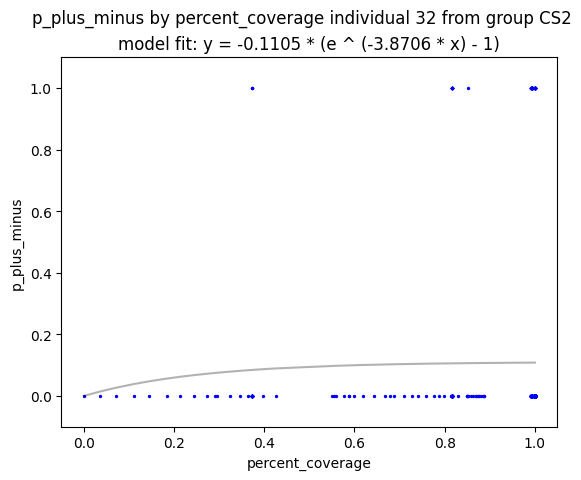 p_plus_minus by percent_coverage individual 32 from group CS2
model fit: y = -0.1105 * (e ^ (-3.8706 * x) - 1)
1.0
0.8
0.6
0.4
0.2
0.0
p_plus_minus
0.0 0.2 0.4 0.6 0.8 1.0
percent_coverage